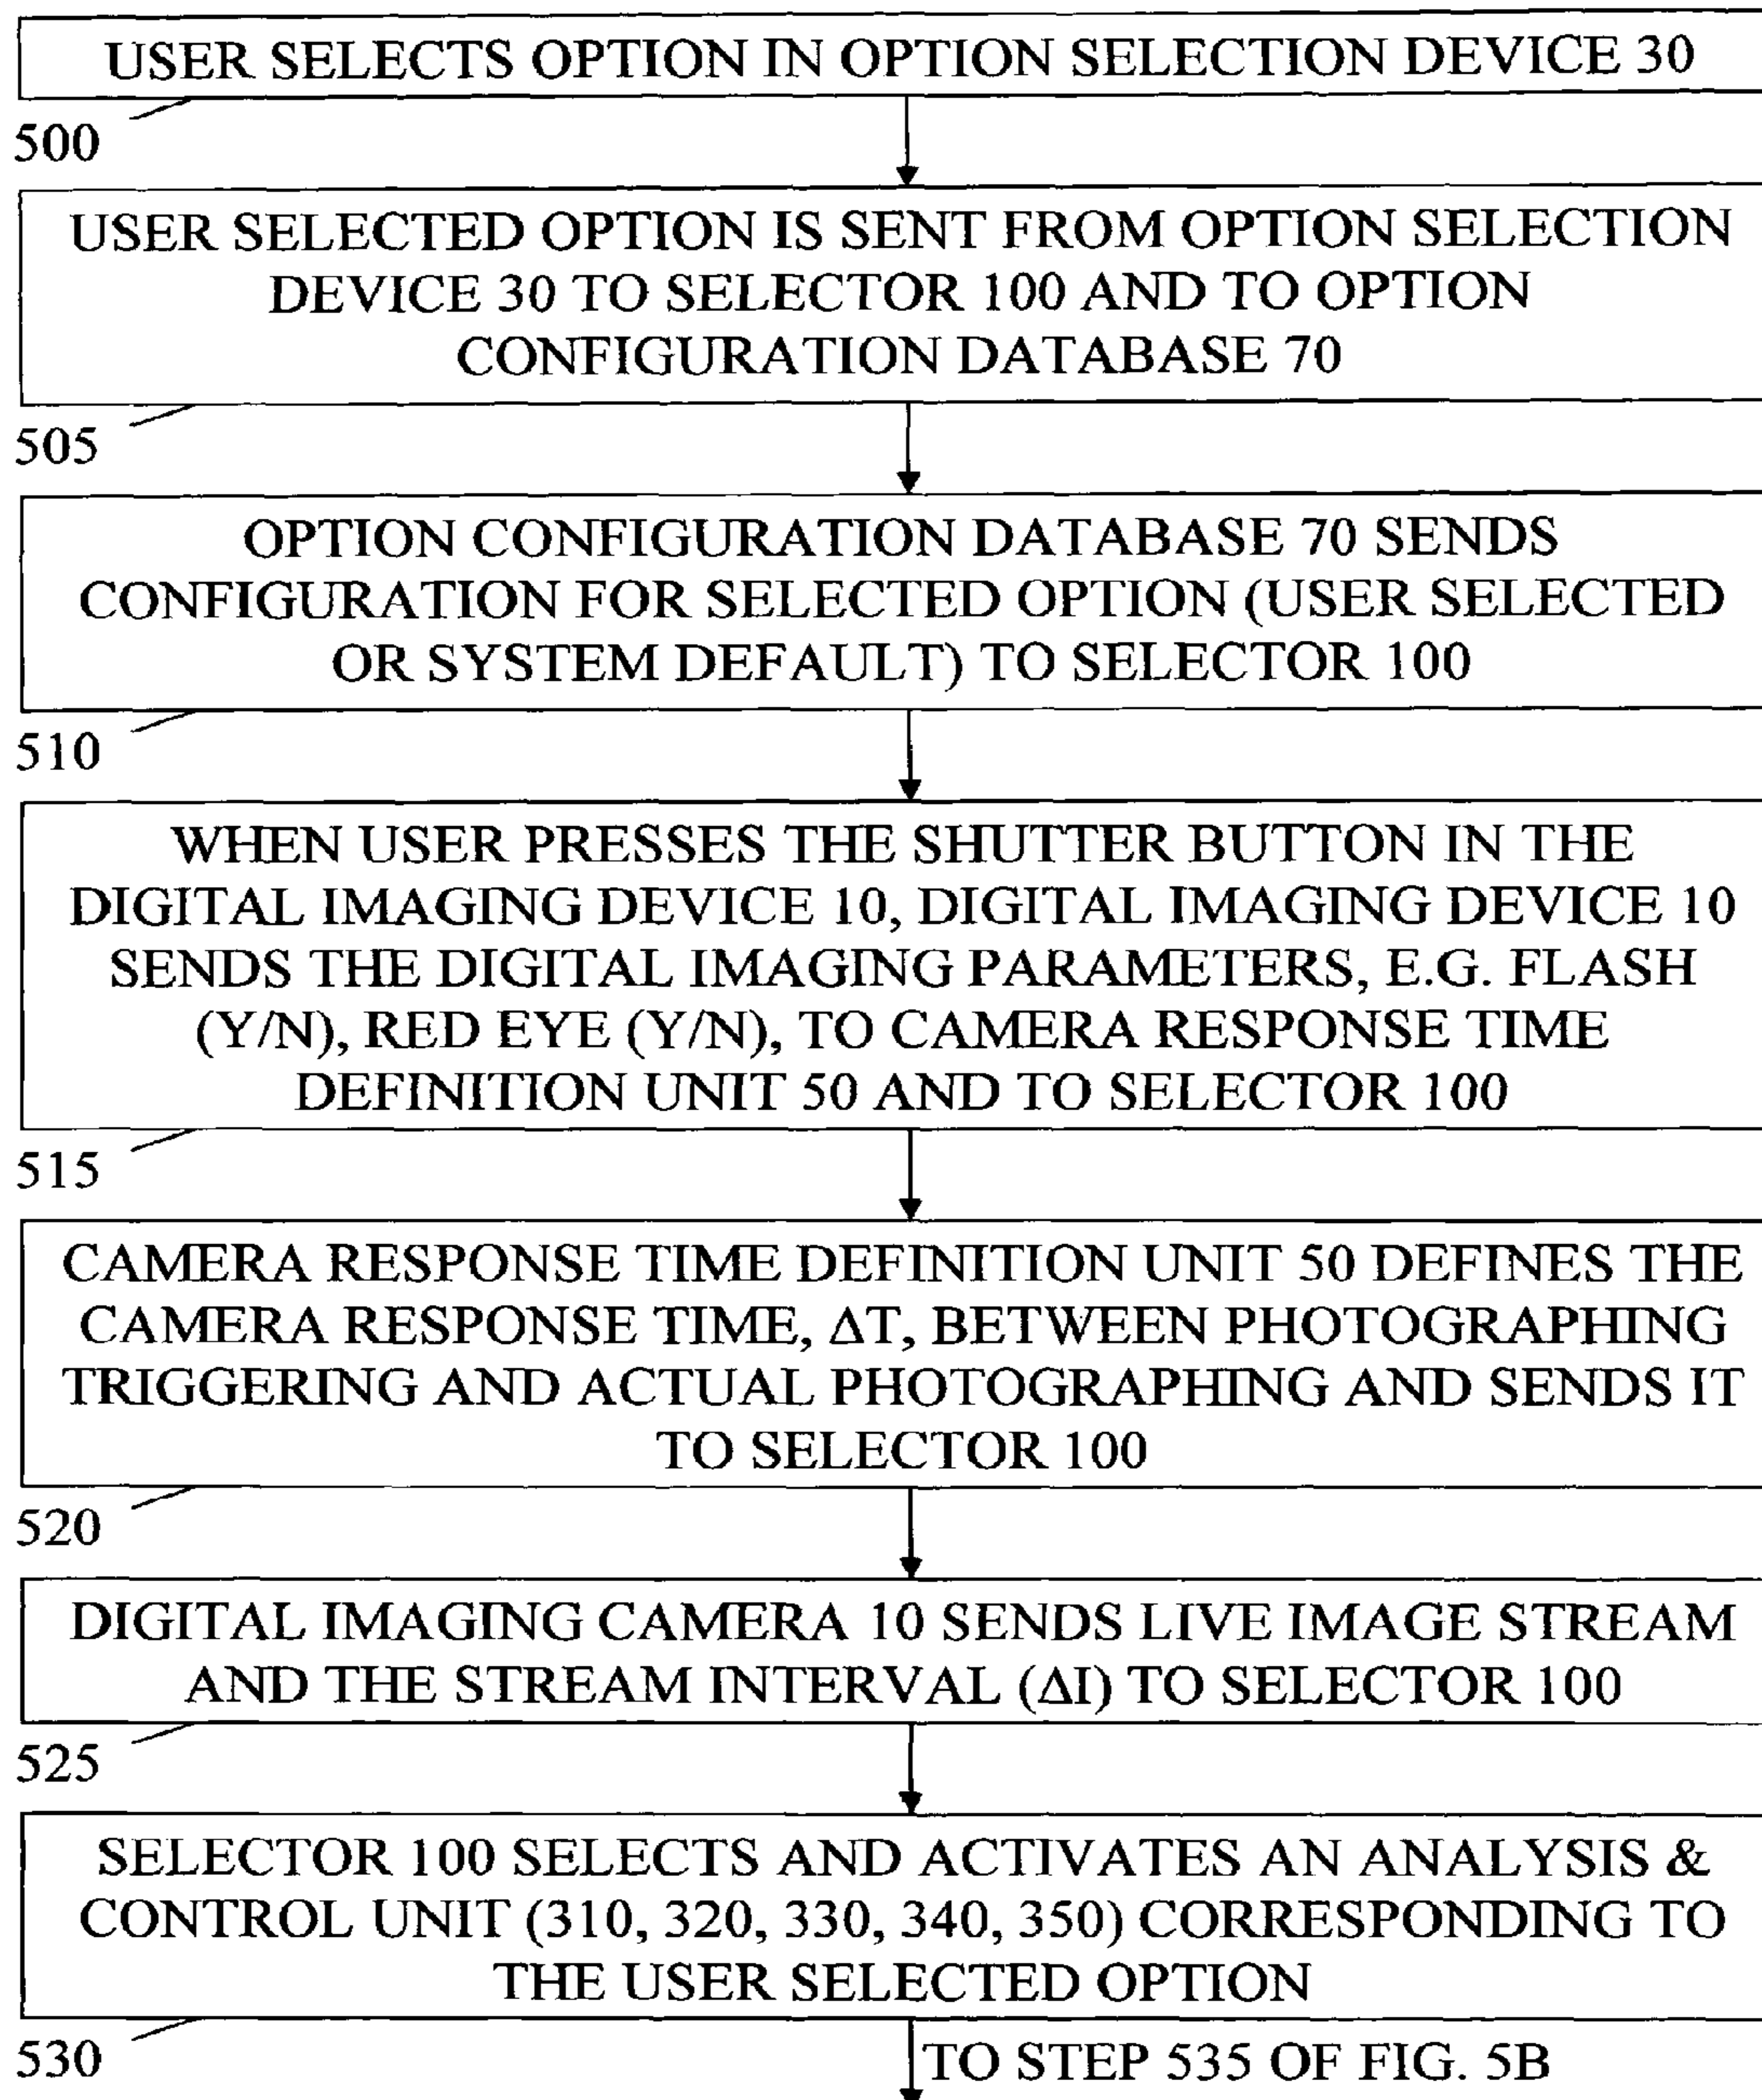 USER SELECTS OPTION IN OPTION SELECTION DEVICE 30
500
USER SELECTED OPTION IS SENT FROM OPTION SELECTION
DEVICE 30 TO SELECTOR 100 AND TO OPTION
CONFIGURATION DATABASE 70
505
OPTION CONFIGURATION DATABASE 70 SENDS
CONFIGURATION FOR SELECTED OPTION (USER SELECTED
OR SYSTEM DEFAULT) TO SELECTOR 100
510
WHEN USER PRESSES THE SHUTTER BUTTON IN THE
DIGITAL IMAGING DEVICE 10, DIGITAL IMAGING DEVICE 10
SENDS THE DIGITAL IMAGING PARAMETERS, E.G. FLASH
(Y/N), RED EYE (Y/N), TO CAMERA RESPONSE TIME
DEFINITION UNIT 50 AND TO SELECTOR 100
515
CAMERA RESPONSE TIME DEFINITION UNIT 50 DEFINES THE
CAMERA RESPONSE TIME, ΔT, BETWEEN PHOTOGRAPHING
TRIGGERING AND ACTUAL PHOTOGRAPHING AND SENDS IT
TO SELECTOR 100
520
DIGITAL IMAGING CAMERA 10 SENDS LIVE IMAGE STREAM
AND THE STREAM INTERVAL (ΔI) TO SELECTOR 100
525
SELECTOR 100 SELECTS AND ACTIVATES AN ANALYSIS &
CONTROL UNIT (310, 320, 330, 340, 350) CORRESPONDING TO
THE USER SELECTED OPTION
530
TO STEP 535 OF FIG. 5B